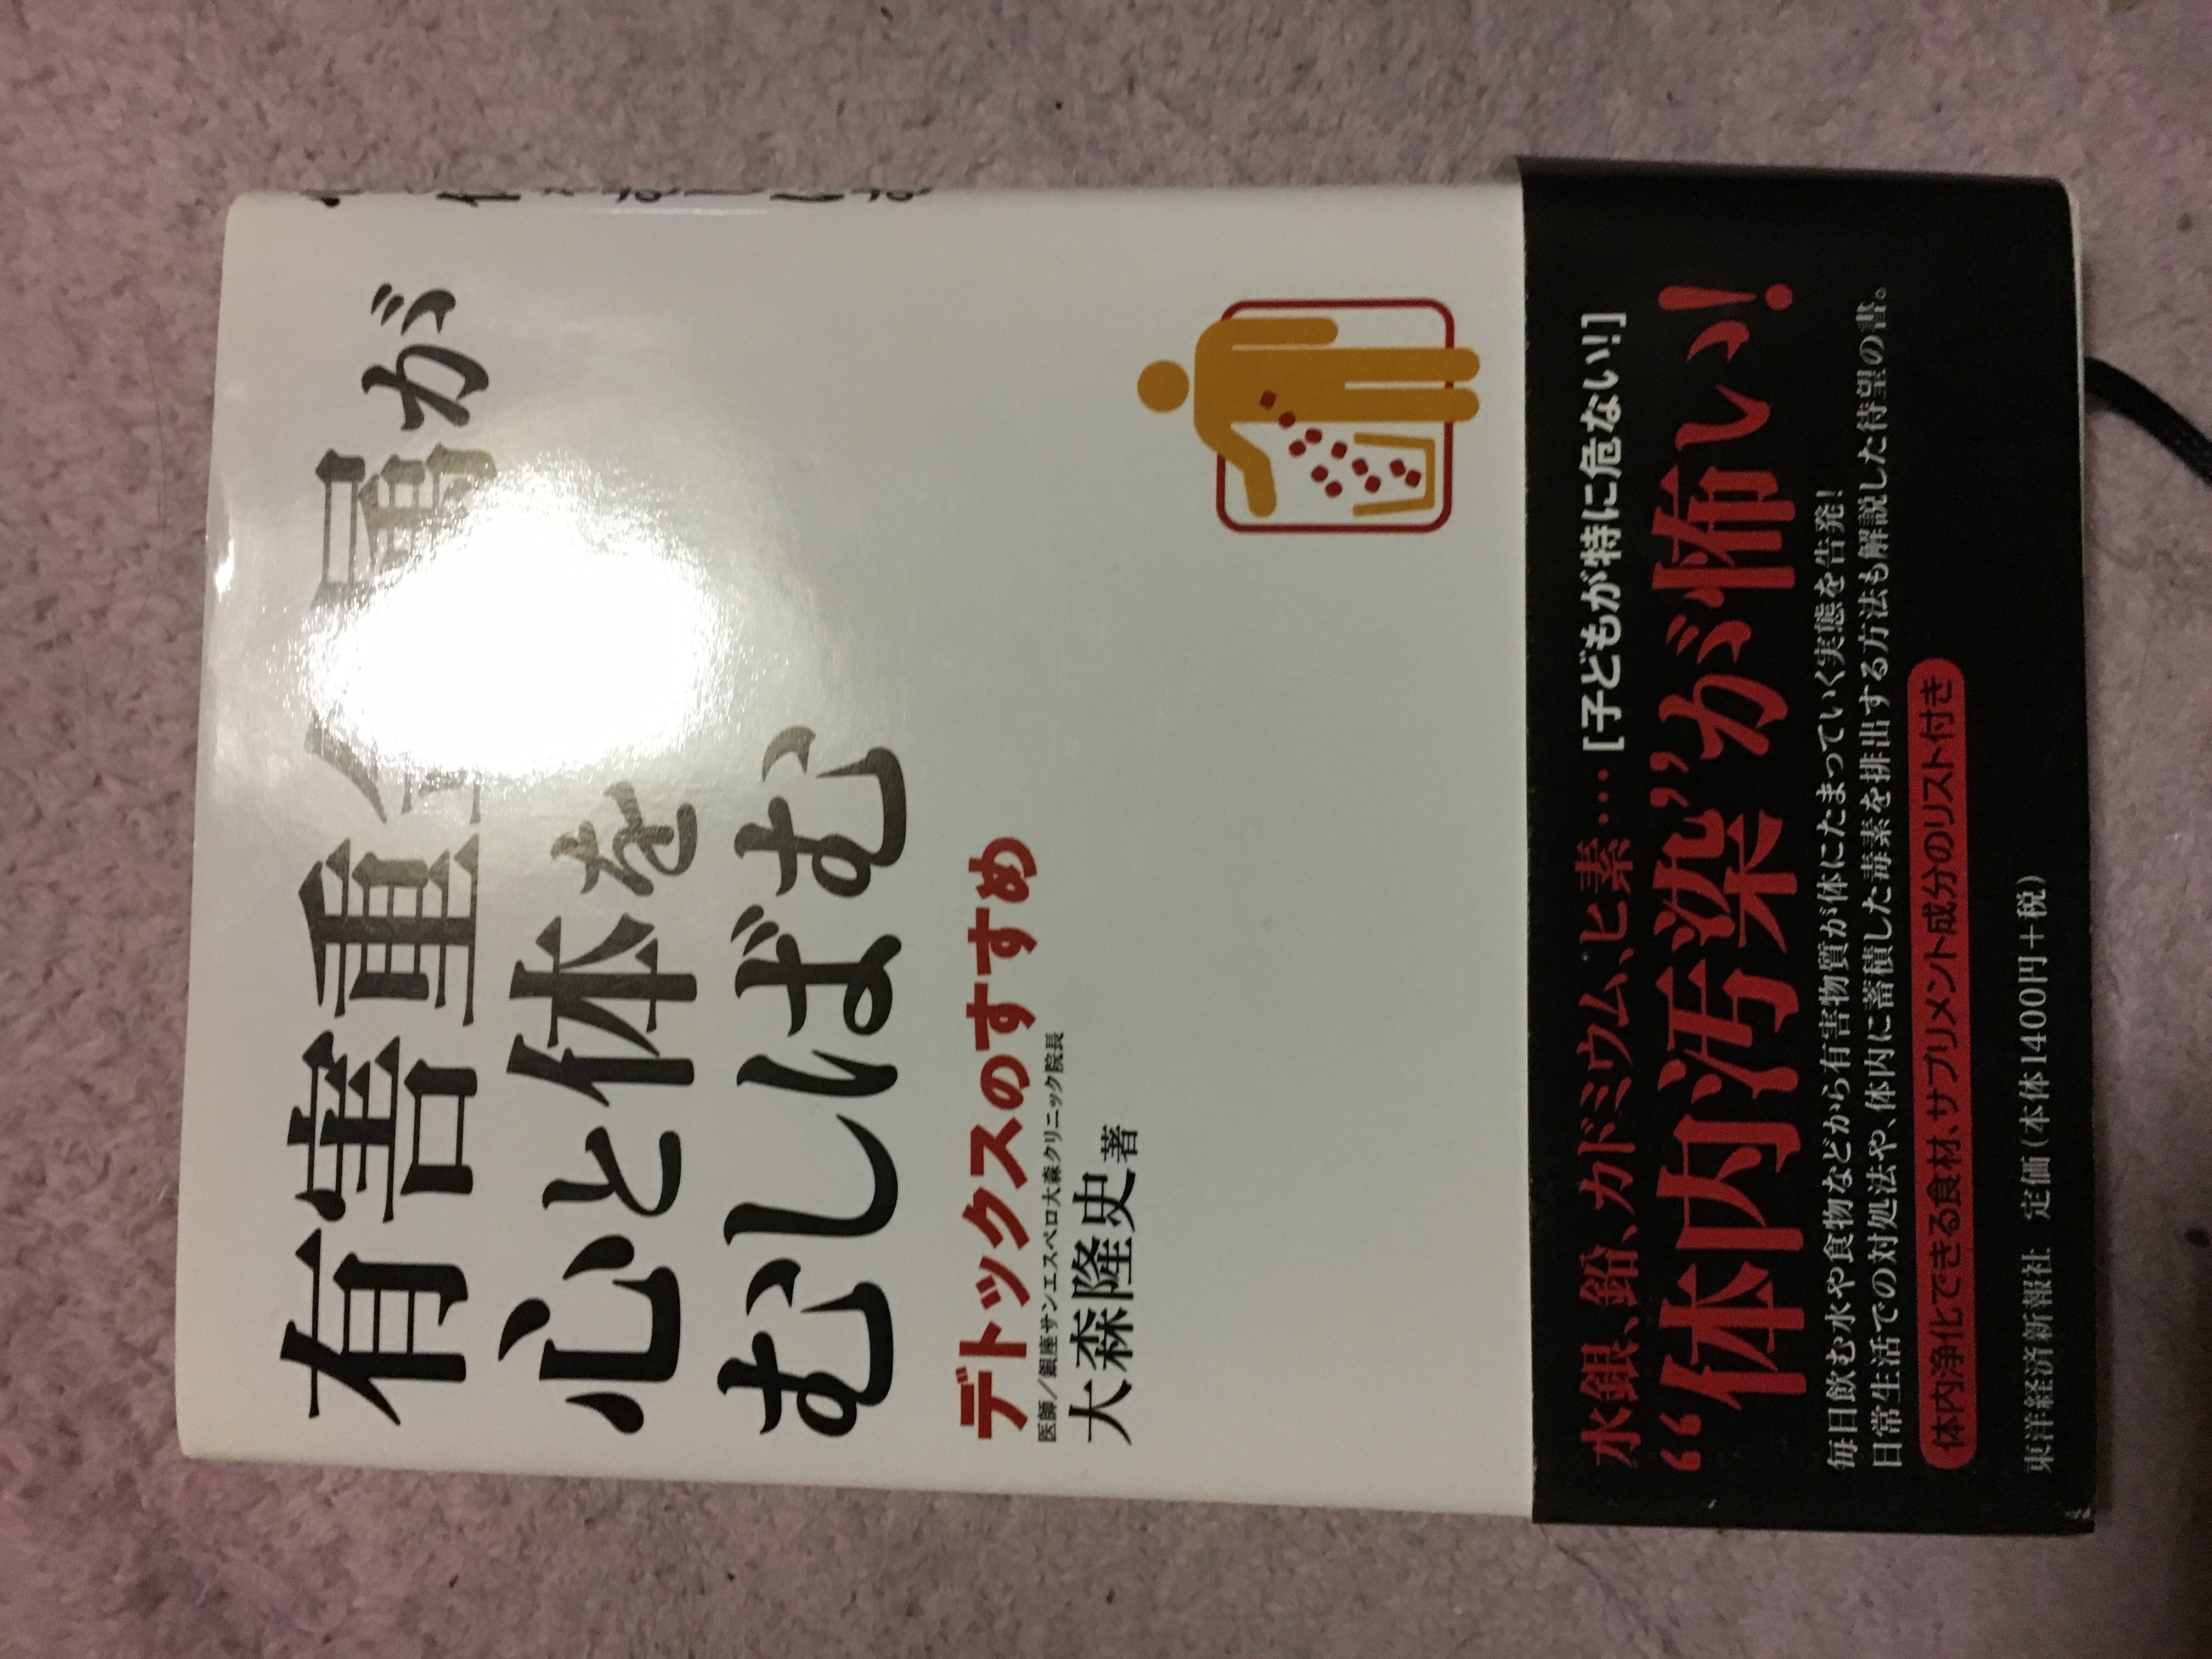 有害重金属が
心と体を
むしばむ
デトックスのすすめ
医師／銀座サンエスペロ大森クリニック院長
大森隆史著
水銀、鉛、カドミウム、ヒ素…[子どもが特に危ない!]
“体内汚染”が怖い!
毎日飲む水や食物などから有害物質が体にたまっていく実態を告発!
日常生活での対処法や、体内に蓄積した毒素を排出する方法も解説した待望の書。
体内浄化できる食材、サプリメント成分のリスト付き
東洋経済新報社 定価(本体1400円+税)